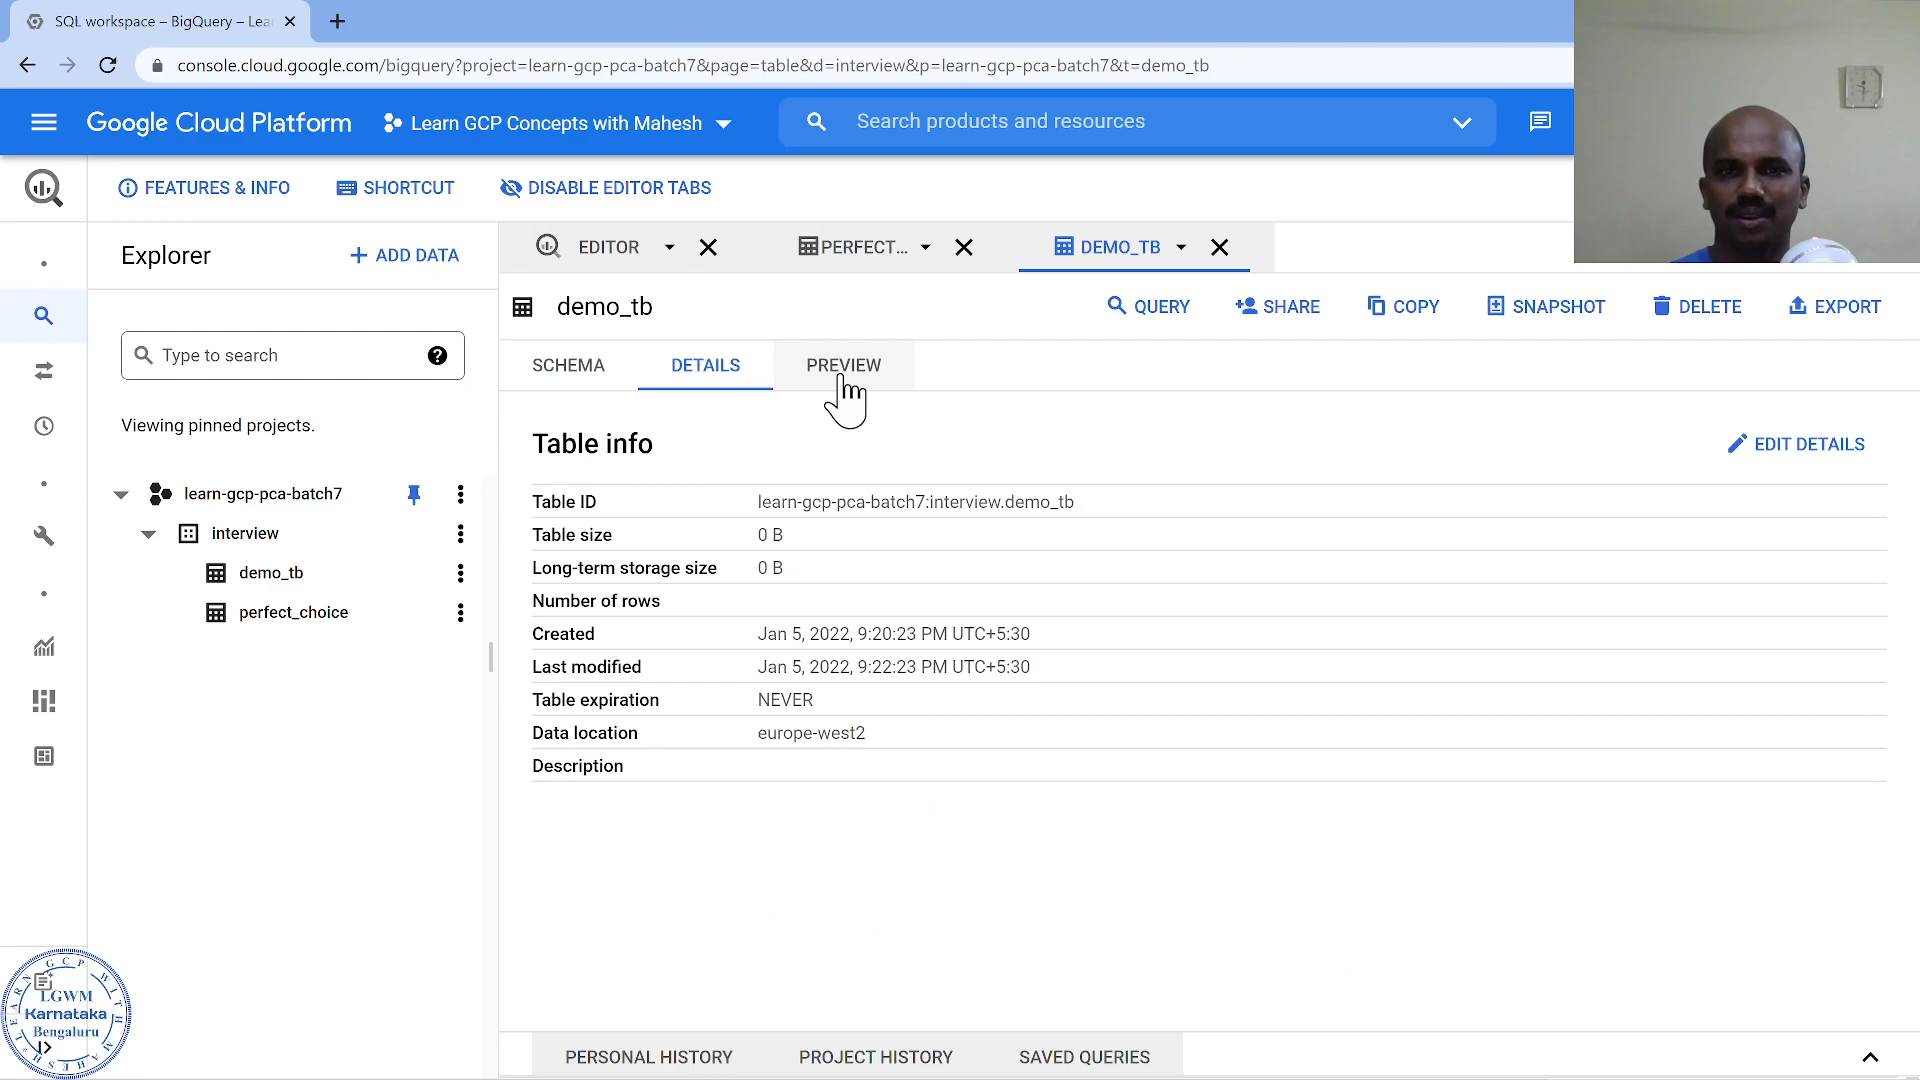 SQL workspace – BigQuery – Lea
console.cloud.google.com/bigquery?project=learn-gcp-pca-batch7&page=table&d=interview&p=learn-gcp-pca-batch7&t=demo_tb
Google Cloud Platform
Learn GCP Concepts with Mahesh
Search products and resources
FEATURES & INFO
SHORTCUT
DISABLE EDITOR TABS
Explorer
+ ADD DATA
EDITOR
PERFECT...
DEMO_TB
demo_tb
QUERY
SHARE
COPY
SNAPSHOT
DELETE
EXPORT
Type to search
SCHEMA
DETAILS
PREVIEW
Viewing pinned projects.
learn-gcp-pca-batch7
interview
demo_tb
perfect_choice
Table info
EDIT DETAILS
Table ID learn-gcp-pca-batch7:interview.demo_tb
Table size 0 B
Long-term storage size 0 B
Number of rows
Created Jan 5, 2022, 9:20:23 PM UTC+5:30
Last modified Jan 5, 2022, 9:22:23 PM UTC+5:30
Table expiration NEVER
Data location europe-west2
Description
LEARN GCP WITH MAHESH
LGWM
Karnataka
Bengaluru
PERSONAL HISTORY
PROJECT HISTORY
SAVED QUERIES